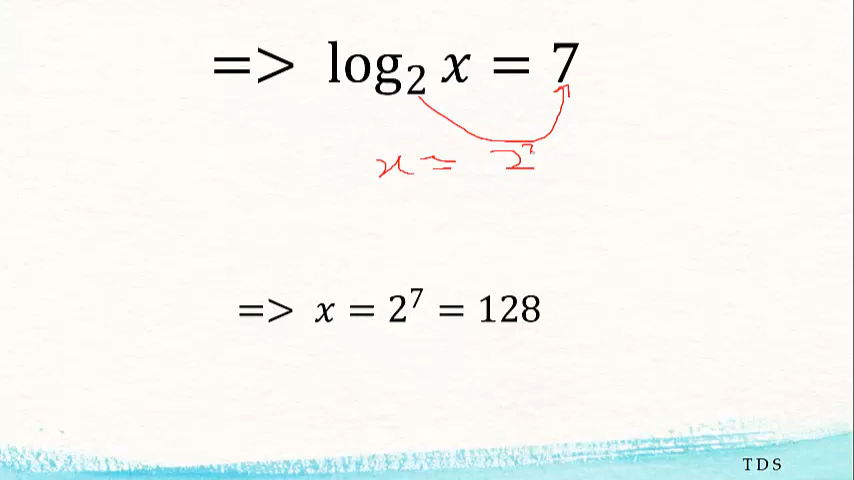 => log₂ x = 7
x = 2⁷
=> x = 2⁷ = 128
TDS